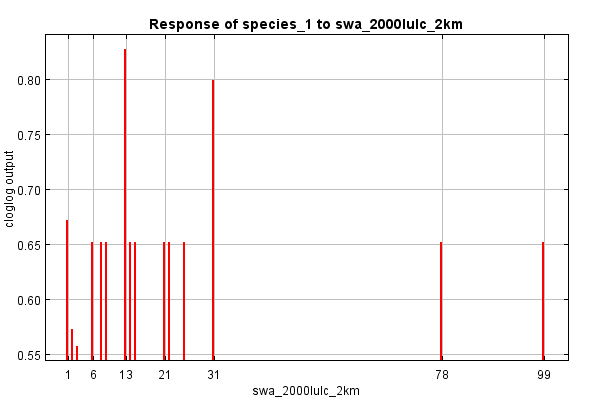 Response of species_1 to swa_2000lulc_2km
cloglog output
0.80
0.75
0.70
0.65
0.60
0.55
1 6 13 21 31 78 99
swa_2000lulc_2km